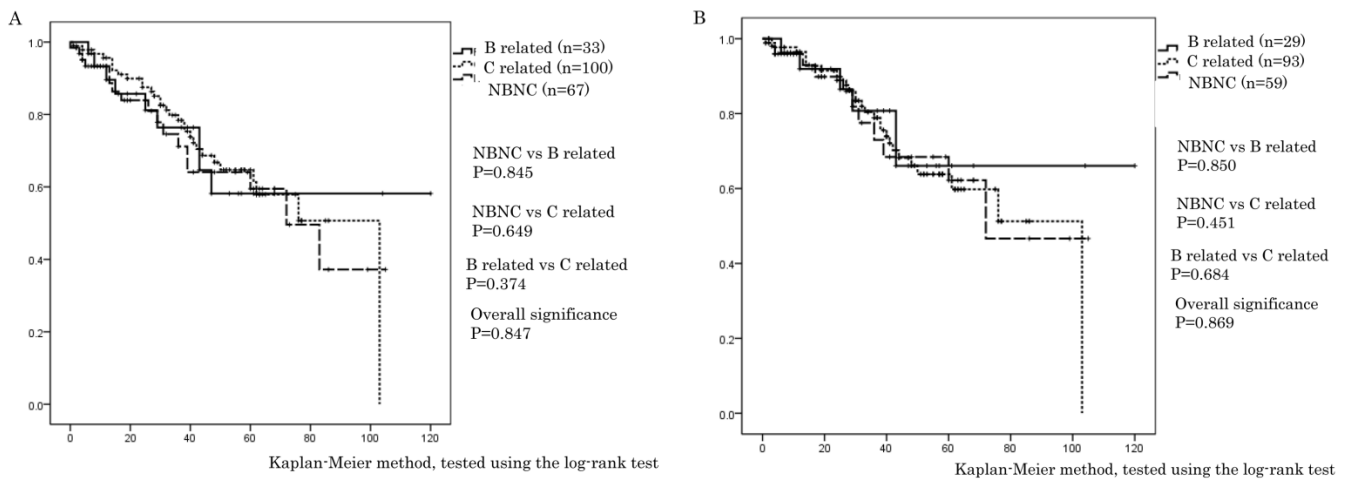 A
1.0
0.8
0.6
0.4
0.2
0.0
0 20 40 60 80 100 120
B related (n=33)
C related (n=100)
NBNC (n=67)
NBNC vs B related
P=0.845
NBNC vs C related
P=0.649
B related vs C related
P=0.374
Overall significance
P=0.847
Kaplan-Meier method, tested using the log-rank test
B
1.0
0.8
0.6
0.4
0.2
0.0
0 20 40 60 80 100 120
B related (n=29)
C related (n=93)
NBNC (n=59)
NBNC vs B related
P=0.850
NBNC vs C related
P=0.451
B related vs C related
P=0.684
Overall significance
P=0.869
Kaplan-Meier method, tested using the log-rank test